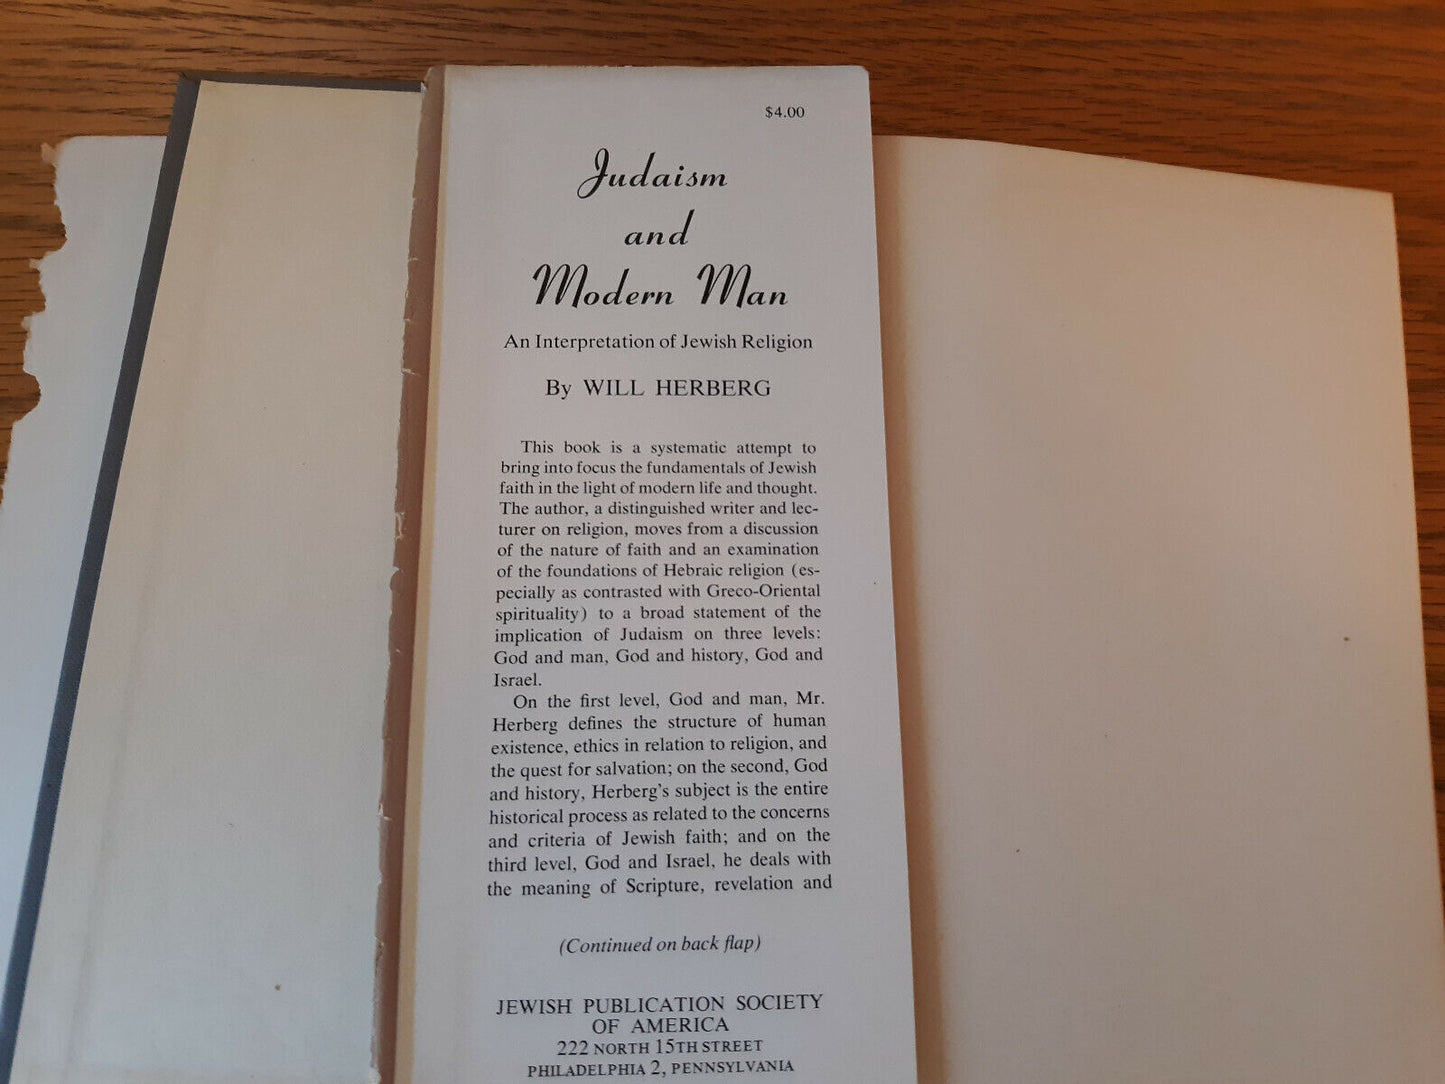 $4.00
Judaism
and
Modern Man
An Interpretation of Jewish Religion
By WILL HERBERG
This book is a systematic attempt to
bring into focus the fundamentals of Jewish
faith in the light of modern life and thought.
The author, a distinguished writer and lec-
turer on religion, moves from a discussion
of the nature of faith and an examination
of the foundations of Hebraic religion (es-
pecially as contrasted with Greco-Oriental
spirituality) to a broad statement of the
implication of Judaism on three levels:
God and man, God and history, God and
Israel.
On the first level, God and man, Mr.
Herberg defines the structure of human
existence, ethics in relation to religion, and
the quest for salvation; on the second, God
and history, Herberg's subject is the entire
historical process as related to the concerns
and criteria of Jewish faith; and on the
third level, God and Israel, he deals with
the meaning of Scripture, revelation and
(Continued on back flap)
JEWISH PUBLICATION SOCIETY
OF AMERICA
222 NORTH 15TH STREET
PHILADELPHIA 2, PENNSYLVANIA